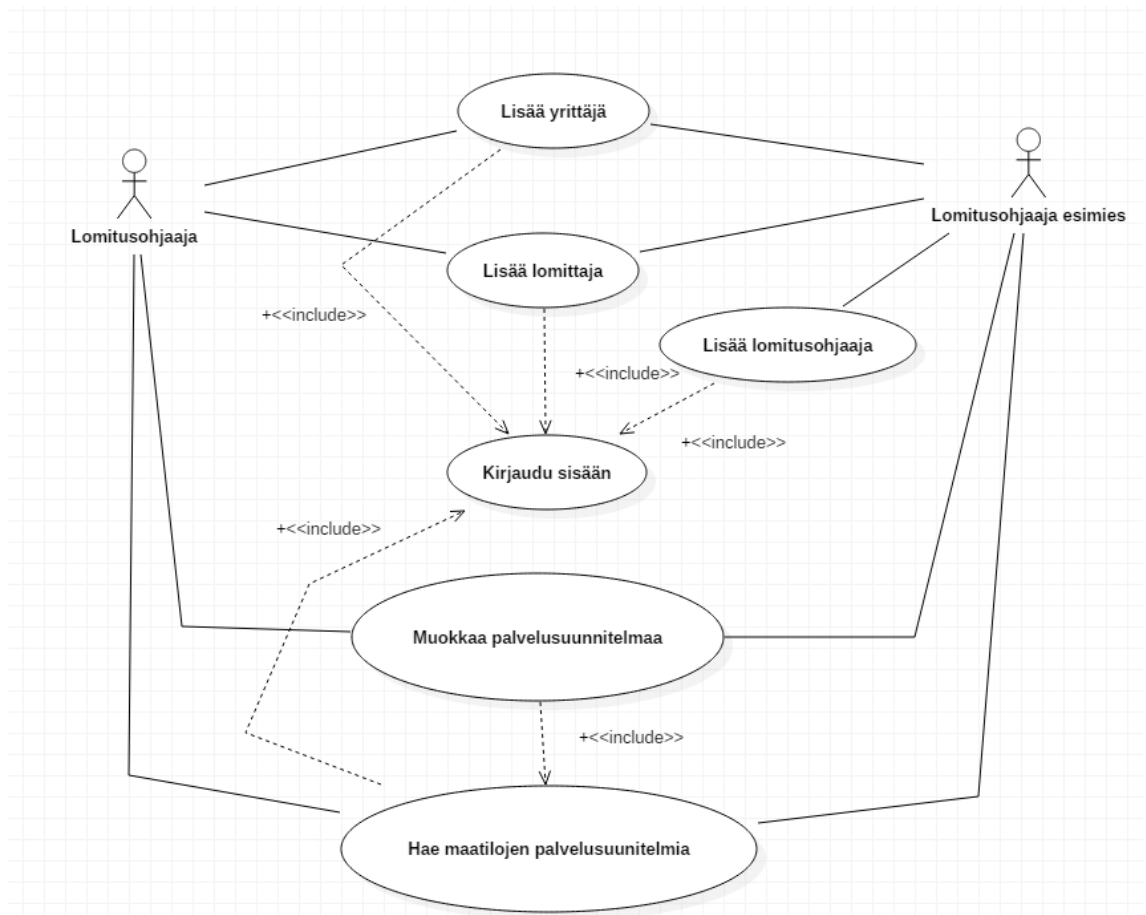 Lisää yrittäjä
Lomitusohjaaja esimies
Lomitusohjaaja
Lisää lomittaja
+<<include>>
Lisää lomitusohjaaja
+<<include>>
+<<include>>
Kirjaudu sisään
+<<include>>
Muokkaa palvelusuunnitelmaa
+<<include>>
Hae maatilojen palvelusuunitelmia